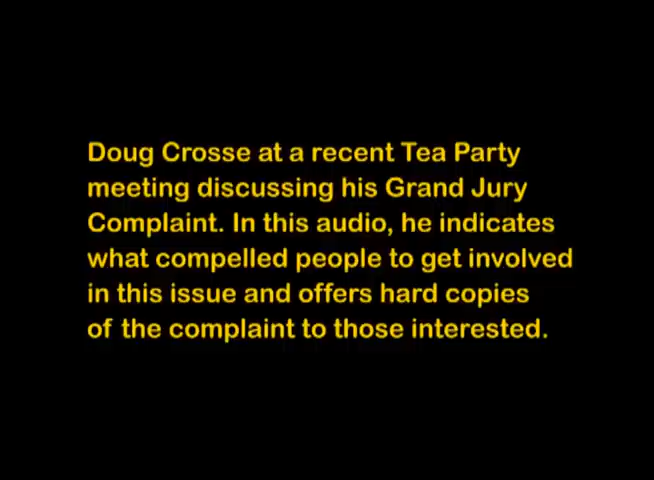 Doug Crosse at a recent Tea Party
meeting discussing his Grand Jury
Complaint. In this audio, he indicates
what compelled people to get involved
in this issue and offers hard copies
of the complaint to those interested.